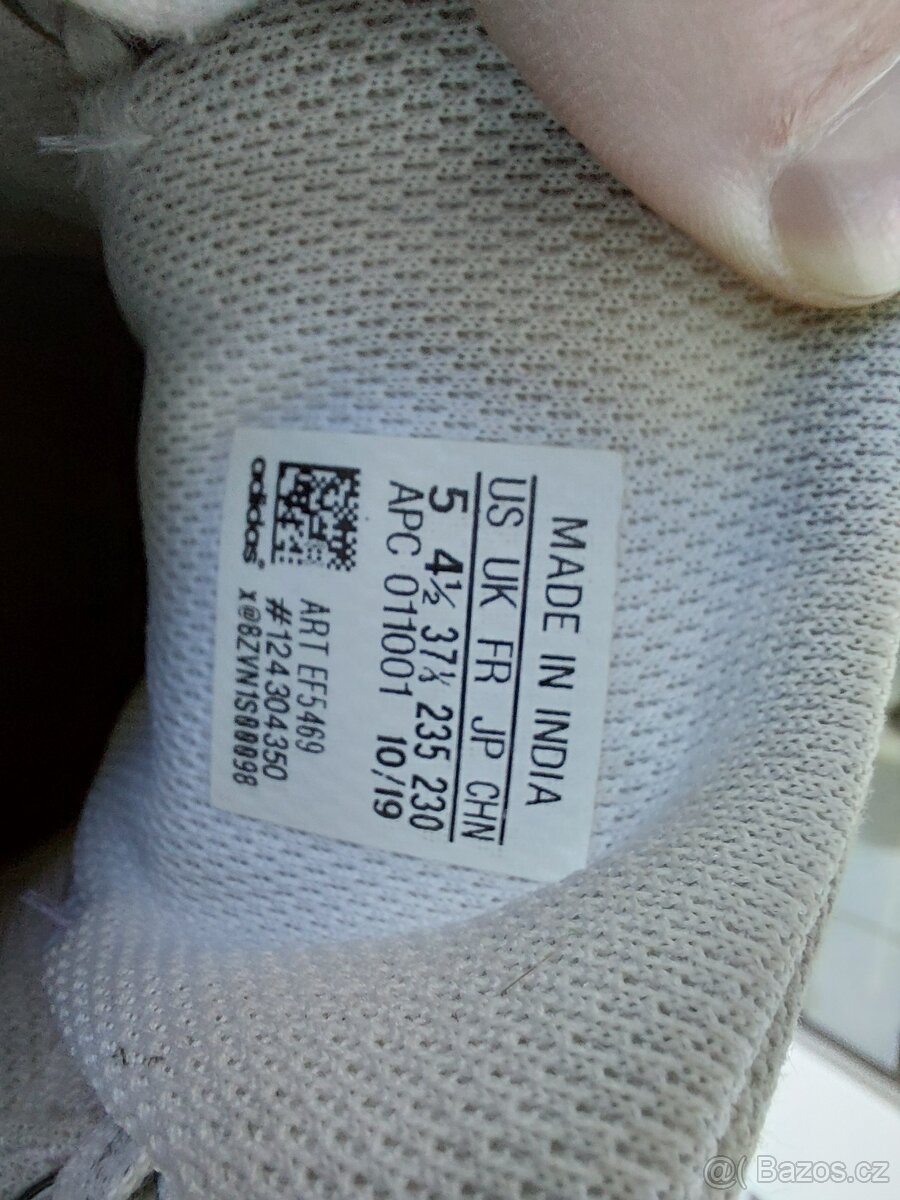 MADE IN INDIA
US UK FR JP CHN
5 4½ 37⅓ 235 230
APC 011001 10/19
adidas®
ART EF5469
#124304350
x@8ZVN1S00098
@( Bazos.cz